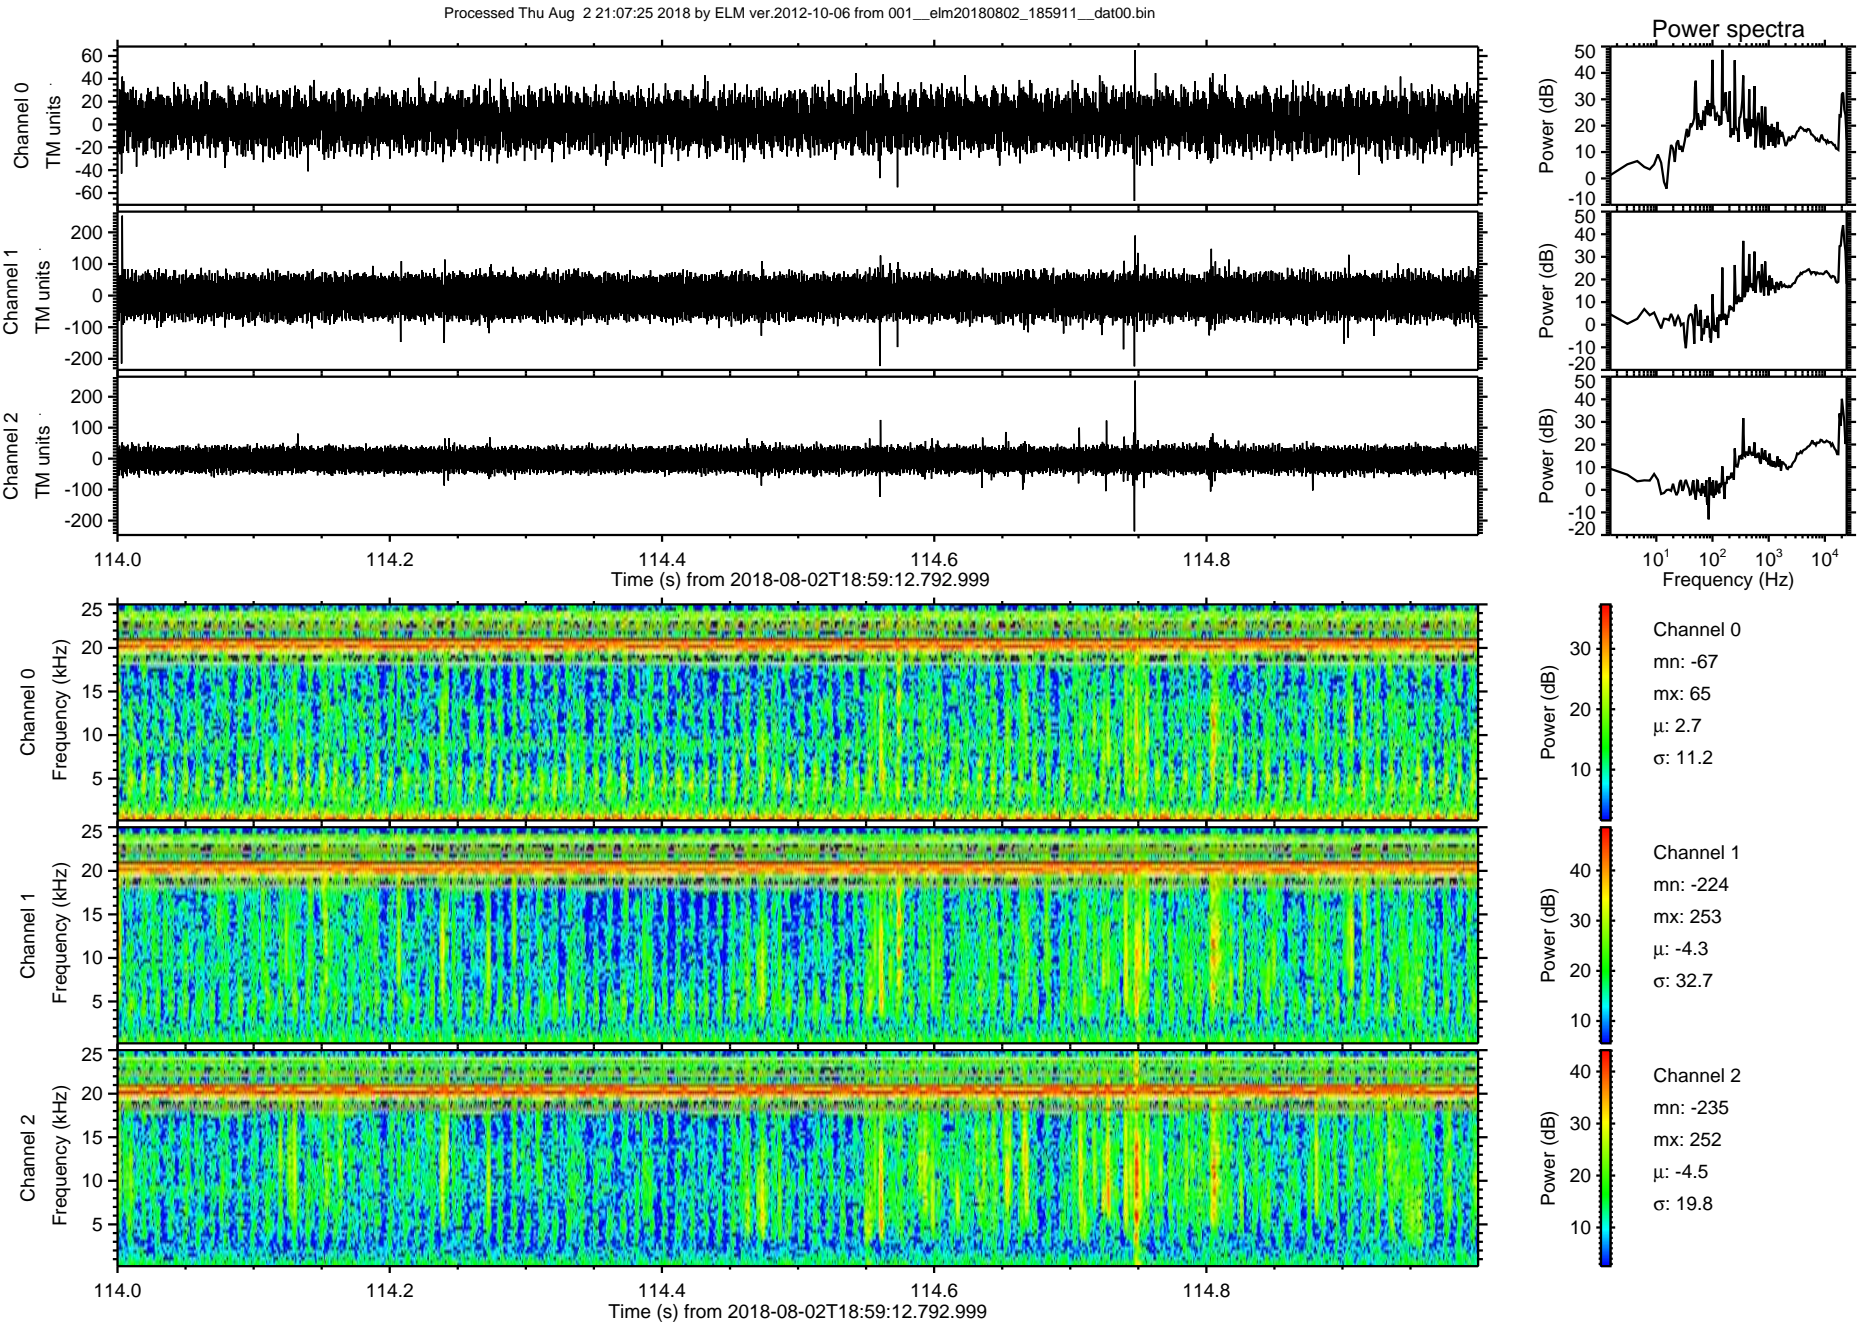 Processed Thu Aug  2 21:07:25 2018 by ELM ver.2012-10-06 from 001__elm20180802_185911__dat00.bin
Power spectra
Channel 0
TM units
60
40
20
0
-20
-40
-60
Power (dB)
50
40
30
20
10
0
-10
Channel 1
TM units
200
100
0
-100
-200
Power (dB)
50
40
30
20
10
0
-10
-20
Channel 2
TM units
200
100
0
-100
-200
Power (dB)
50
40
30
20
10
0
-10
-20
114.0 114.2 114.4 114.6 114.8
Time (s) from 2018-08-02T18:59:12.792.999
10^1 10^2 10^3 10^4
Frequency (Hz)
Channel 0
Frequency (kHz)
25
20
15
10
5
Power (dB)
30
20
10
Channel 0
mn: -67
mx: 65
µ: 2.7
σ: 11.2
Channel 1
Frequency (kHz)
25
20
15
10
5
Power (dB)
40
30
20
10
Channel 1
mn: -224
mx: 253
µ: -4.3
σ: 32.7
Channel 2
Frequency (kHz)
25
20
15
10
5
Power (dB)
40
30
20
10
Channel 2
mn: -235
mx: 252
µ: -4.5
σ: 19.8
114.0 114.2 114.4 114.6 114.8
Time (s) from 2018-08-02T18:59:12.792.999